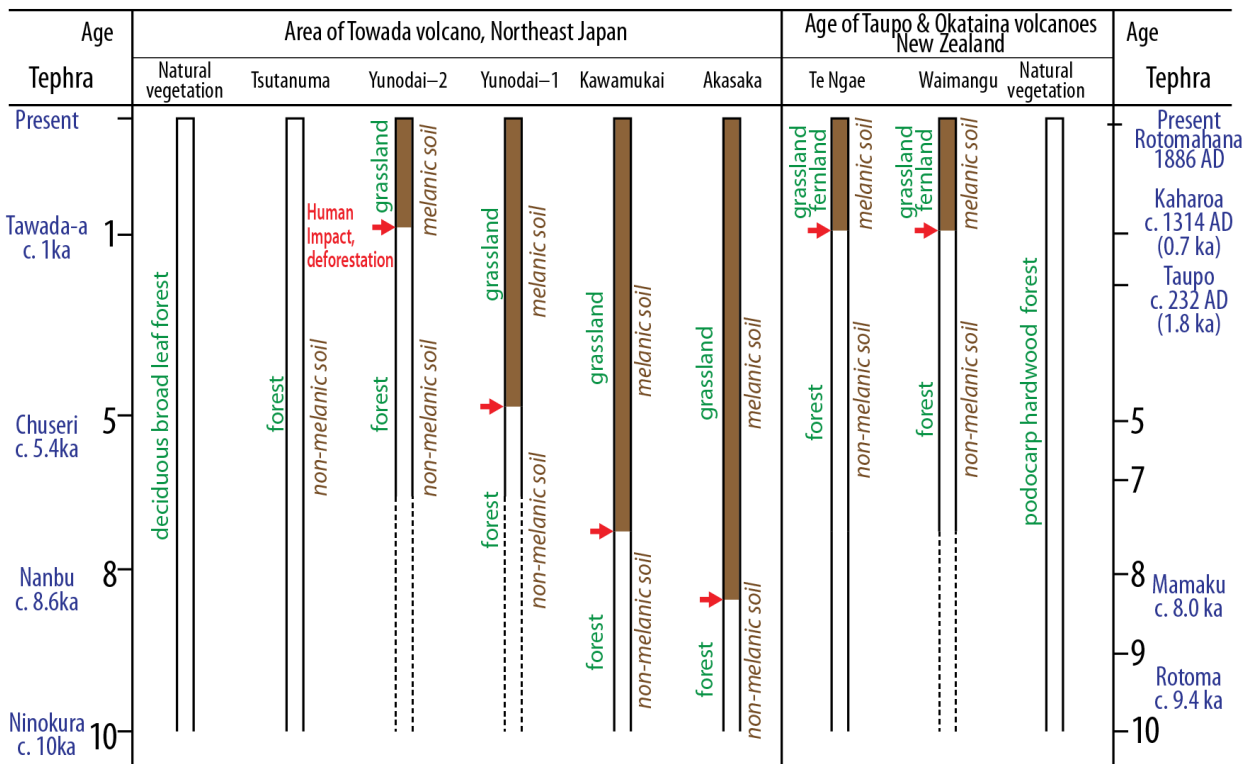 Age
Area of Towada volcano, Northeast Japan
Age of Taupo & Okataina volcanoes
New Zealand
Age
Tephra
Natural
vegetation
Tsutanuma
Yunodai–2
Yunodai–1
Kawamukai
Akasaka
Te Ngae
Waimangu
Natural
vegetation
Tephra
Present
Tawada-a
c. 1ka
Chuseri
c. 5.4ka
Nanbu
c. 8.6ka
Ninokura
c. 10ka
1
5
8
10
deciduous broad leaf forest
forest
non-melanic soil
Human
Impact,
deforestation
grassland
melanic soil
forest
non-melanic soil
grassland
melanic soil
forest
non-melanic soil
grassland
melanic soil
forest
non-melanic soil
grassland
melanic soil
forest
non-melanic soil
grassland
fernland
melanic soil
forest
non-melanic soil
grassland
fernland
melanic soil
forest
non-melanic soil
podocarp hardwood forest
5
7
8
9
10
Present
Rotomahana
1886 AD
Kaharoa
c. 1314 AD
(0.7 ka)
Taupo
c. 232 AD
(1.8 ka)
Mamaku
c. 8.0 ka
Rotoma
c. 9.4 ka